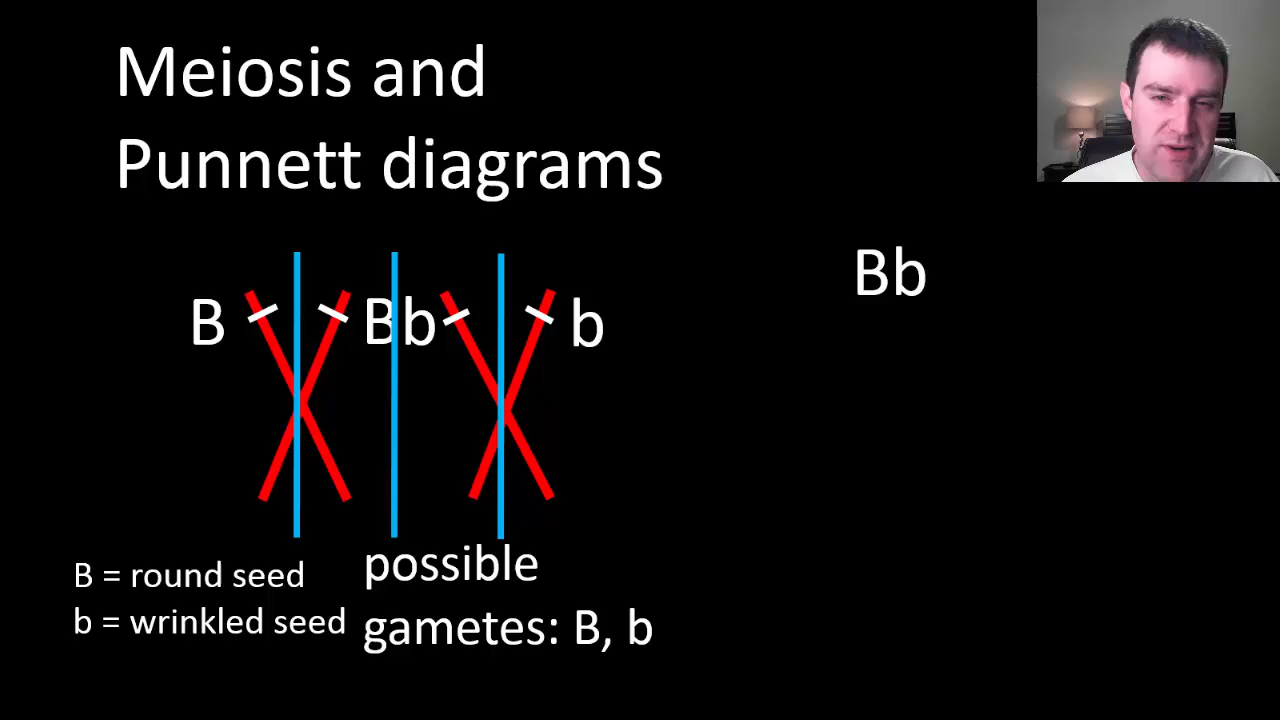 Meiosis and
Punnett diagrams
Bb
B Bb b
B = round seed
b = wrinkled seed
possible
gametes: B, b